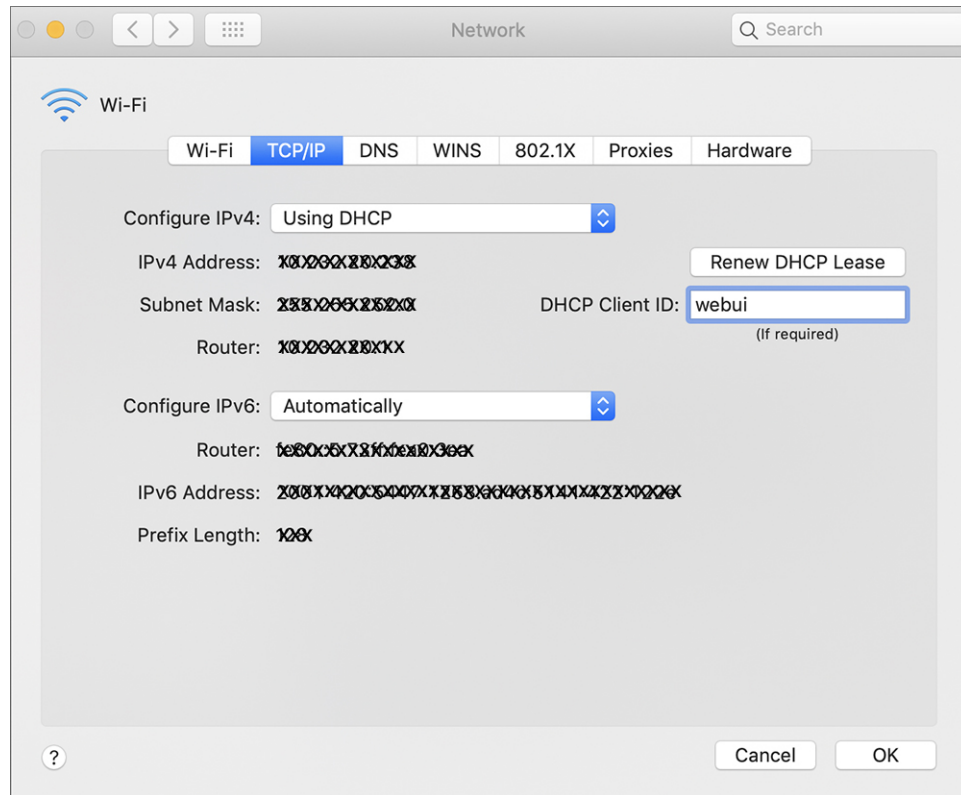 Network
Search
Wi-Fi
Wi-Fi TCP/IP DNS WINS 802.1X Proxies Hardware
Configure IPv4: Using DHCP
IPv4 Address: Renew DHCP Lease
Subnet Mask: DHCP Client ID: webui
(If required)
Router:
Configure IPv6: Automatically
Router:
IPv6 Address:
Prefix Length:
? Cancel OK